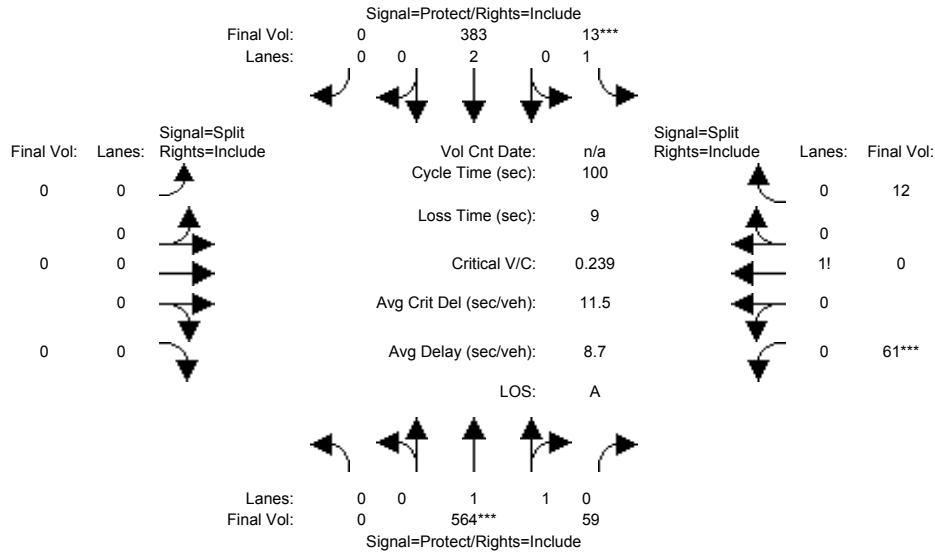 Signal=Protect/Rights=Include
Final Vol: 0 383 13***
Lanes: 0 0 2 0 1
Signal=Split
Final Vol: Lanes: Rights=Include
Vol Cnt Date: n/a
Signal=Split
Rights=Include Lanes: Final Vol:
Cycle Time (sec): 100
0 0
0 12
Loss Time (sec): 9
0
0
0 0
Critical V/C: 0.239
1! 0
0
Avg Crit Del (sec/veh): 11.5
0
0 0
Avg Delay (sec/veh): 8.7
0 61***
LOS: A
Lanes: 0 0 1 1 0
Final Vol: 0 564*** 59
Signal=Protect/Rights=Include